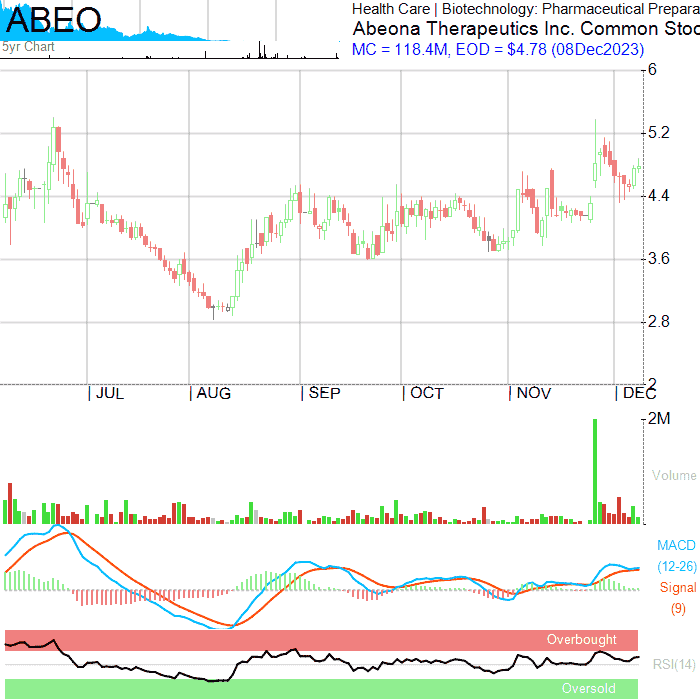 ABEO
5yr Chart
Health Care | Biotechnology: Pharmaceutical Prepara
Abeona Therapeutics Inc. Common Stoc
MC = 118.4M, EOD = $4.78 (08Dec2023)
6
5.2
4.4
3.6
2.8
2
JUL
AUG
SEP
OCT
NOV
DEC
2M
Volume
MACD
(12-26)
Signal
(9)
Overbought
RSI(14)
Oversold